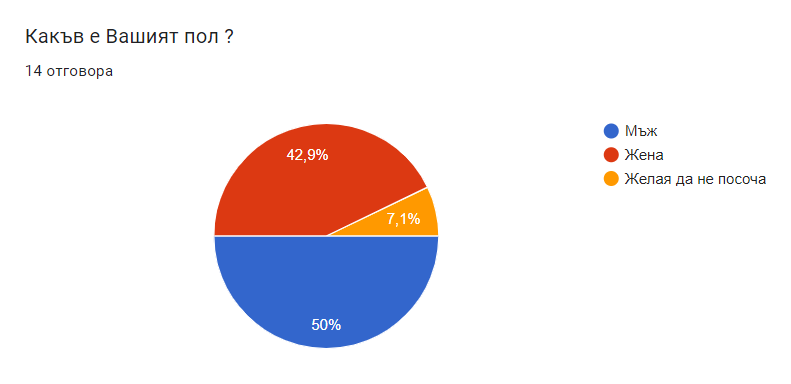 Какъв е Вашият пол ?
14 отговора
Мъж
Жена
Желая да не посоча
42,9%
7,1%
50%